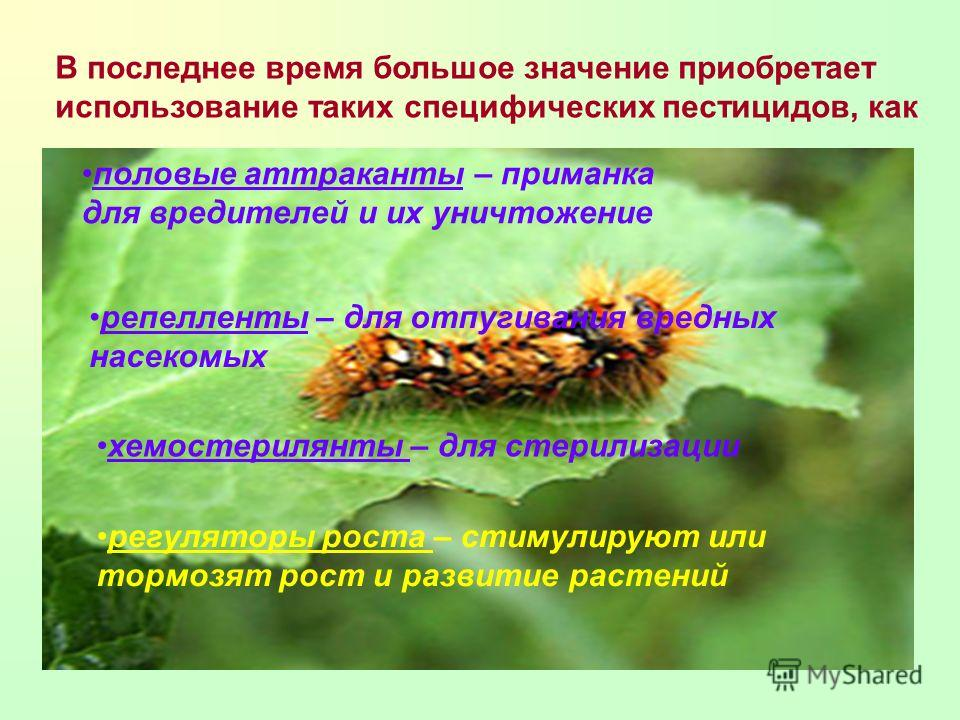 В последнее время большое значение приобретает
использование таких специфических пестицидов, как
•половые аттраканты – приманка
для вредителей и их уничтожение
•репелленты – для отпугивания вредных
насекомых
•хемостерилянты – для стерилизации
•регуляторы роста – стимулируют или
тормозят рост и развитие растений
MyShared